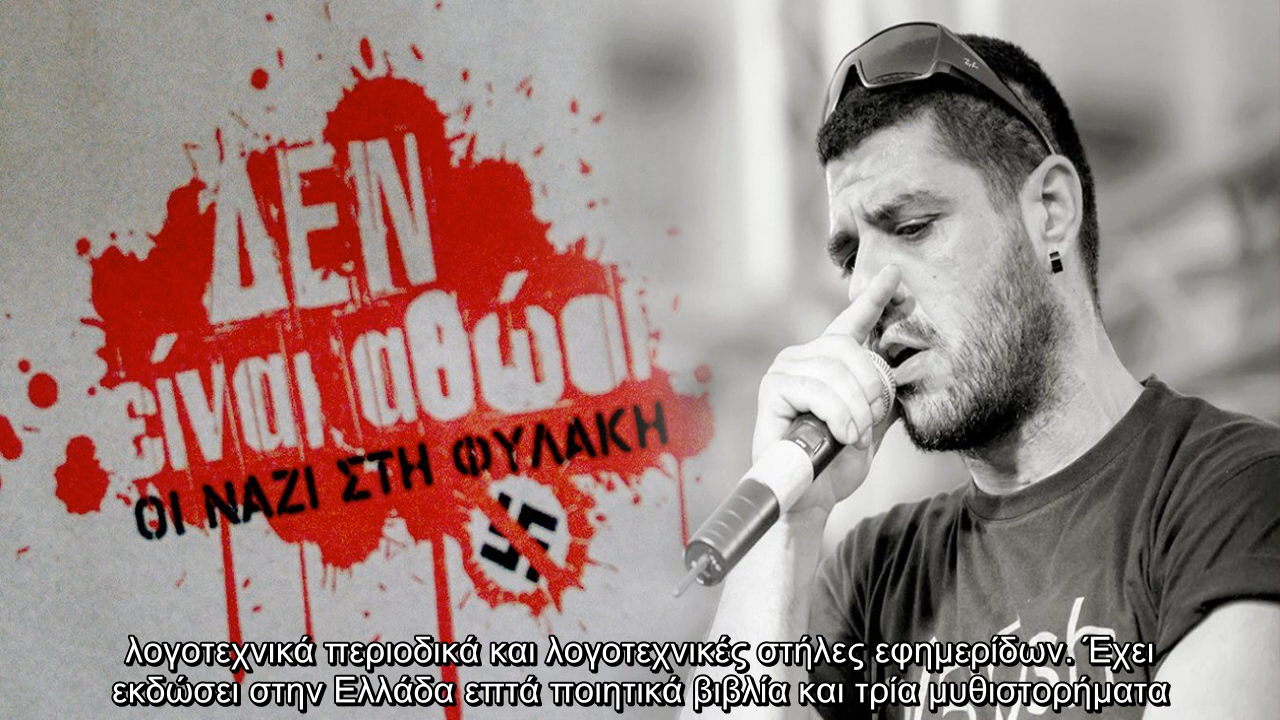 ΔΕΝ
είναι αθώοι
ΟΙ ΝΑΖΙ ΣΤΗ ΦΥΛΑΚΗ
λογοτεχνικά περιοδικά και λογοτεχνικές στήλες εφημερίδων. Έχει
εκδώσει στην Ελλάδα επτά ποιητικά βιβλία και τρία μυθιστορήματα